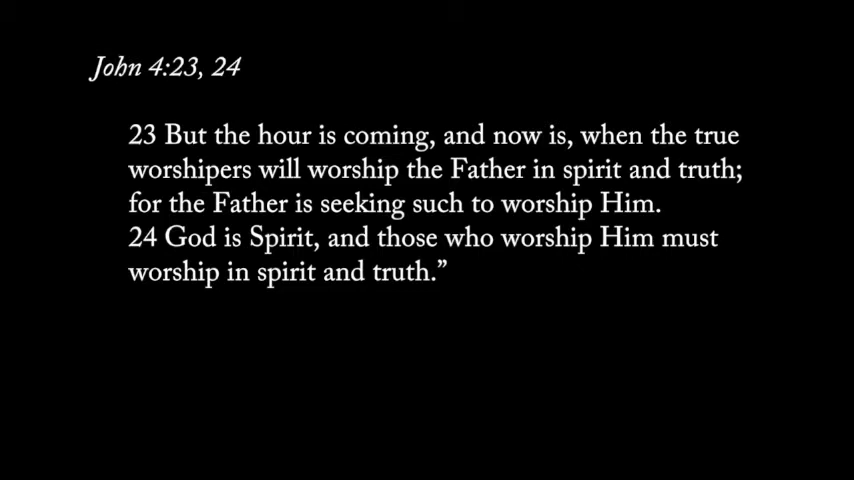 John 4:23, 24
23 But the hour is coming, and now is, when the true
worshipers will worship the Father in spirit and truth;
for the Father is seeking such to worship Him.
24 God is Spirit, and those who worship Him must
worship in spirit and truth.”